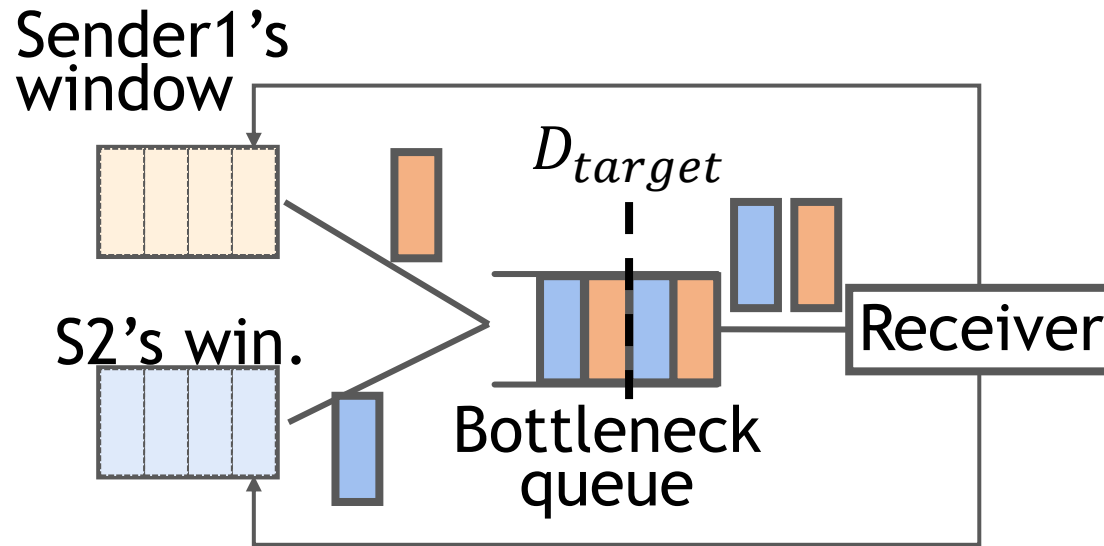 Sender1’s
window
D_target
S2’s win.
Receiver
Bottleneck
queue